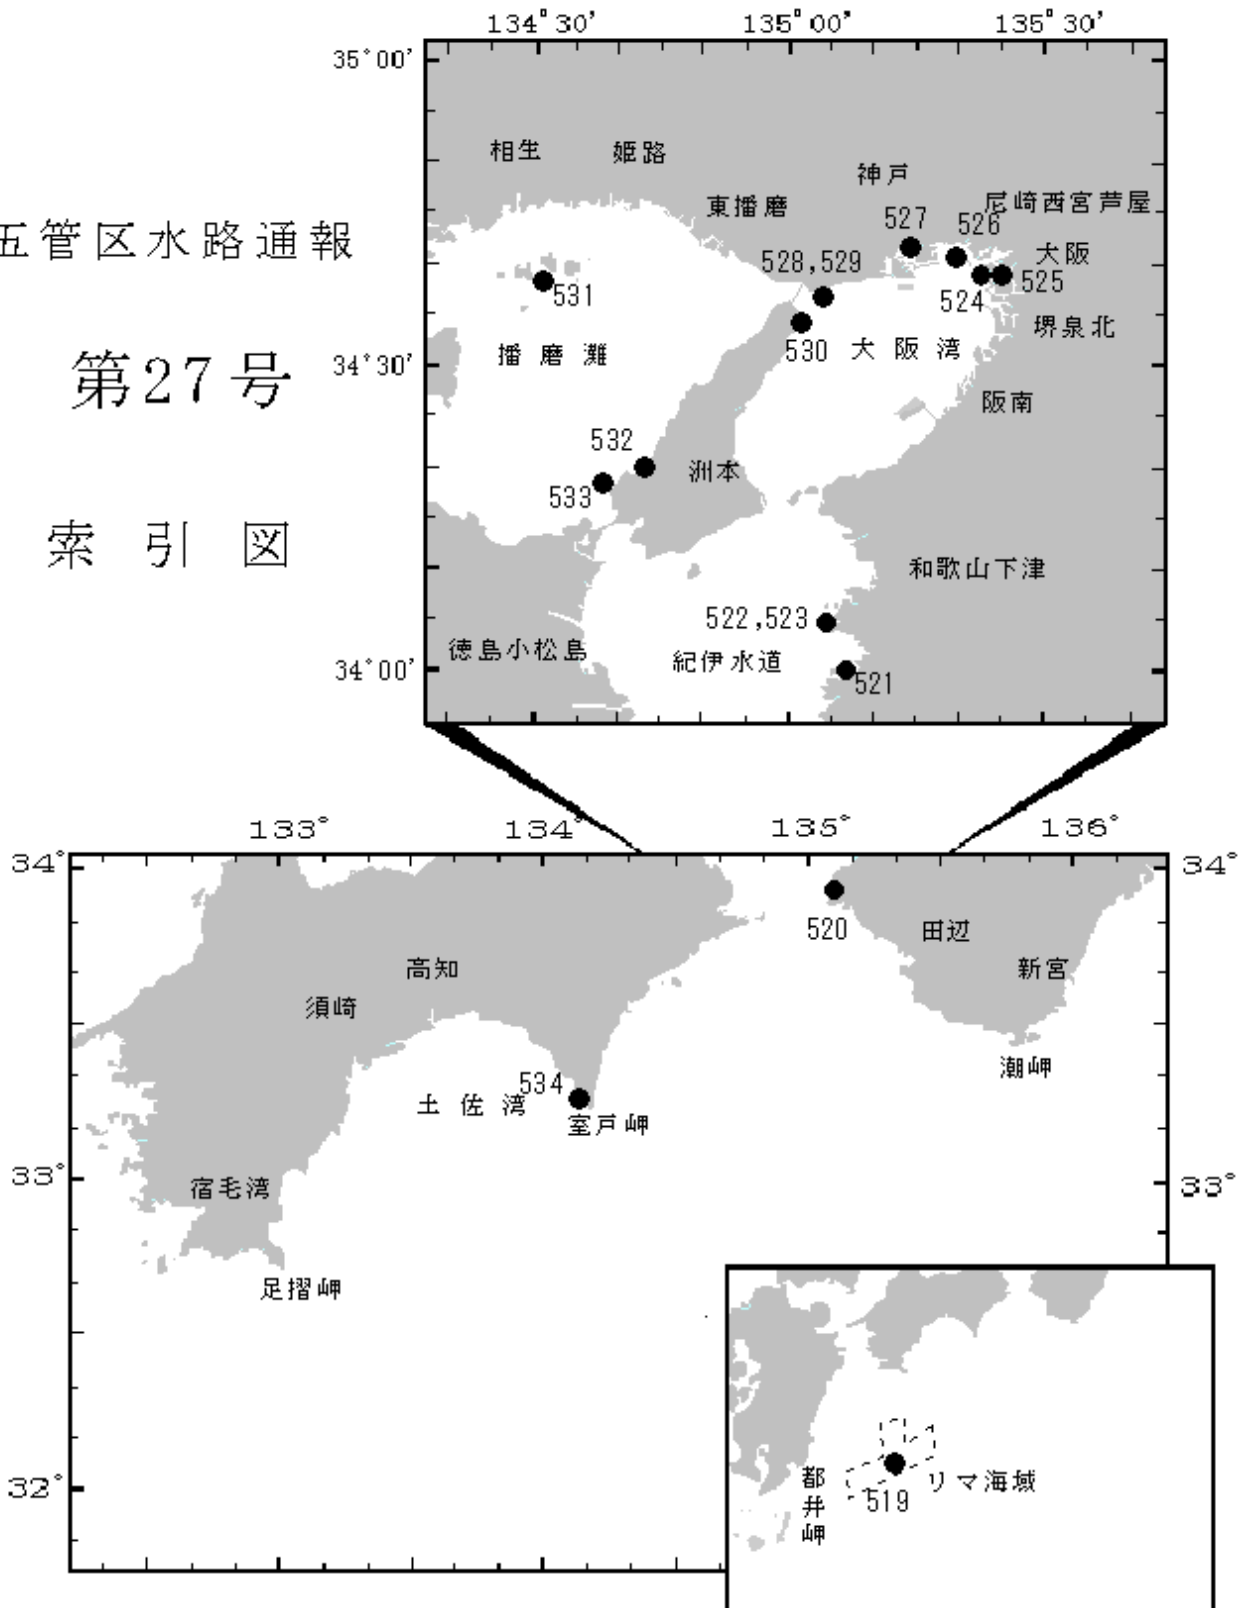 134°30' 135°00' 135°30'
35°00'
相生 姫路
神戸
東播磨
尼崎西宮芦屋
527 526
五管区水路通報
528,529
大阪
531
524 525
530 大阪湾
堺泉北
播磨灘
34°30'
第27号
阪南
532
洲本
533
索引図
和歌山下津
522,523
徳島小松島
紀伊水道
34°00'
521
133° 134° 135° 136°
34° 34°
520 田辺
高知 新宮
須崎
潮岬
534
土佐湾
室戸岬
33° 33°
宿毛湾
足摺岬
都井岬
リマ海域
519
32°